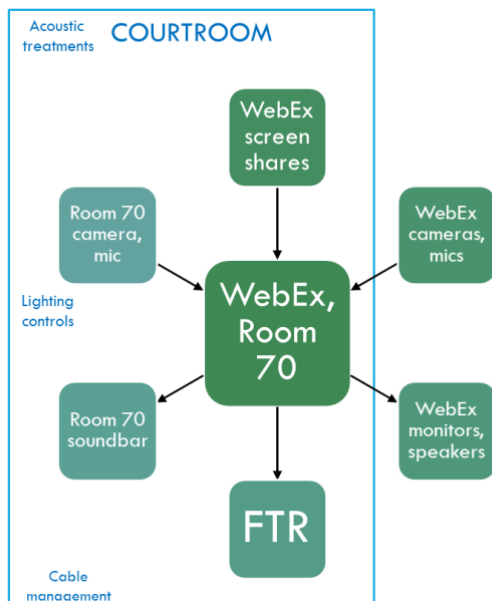 Acoustic
treatments
COURTROOM
WebEx
screen
shares
Room 70
camera,
mic
WebEx
cameras,
mics
WebEx,
Room
70
Lighting
controls
Room 70
soundbar
WebEx
monitors,
speakers
FTR
Cable
management